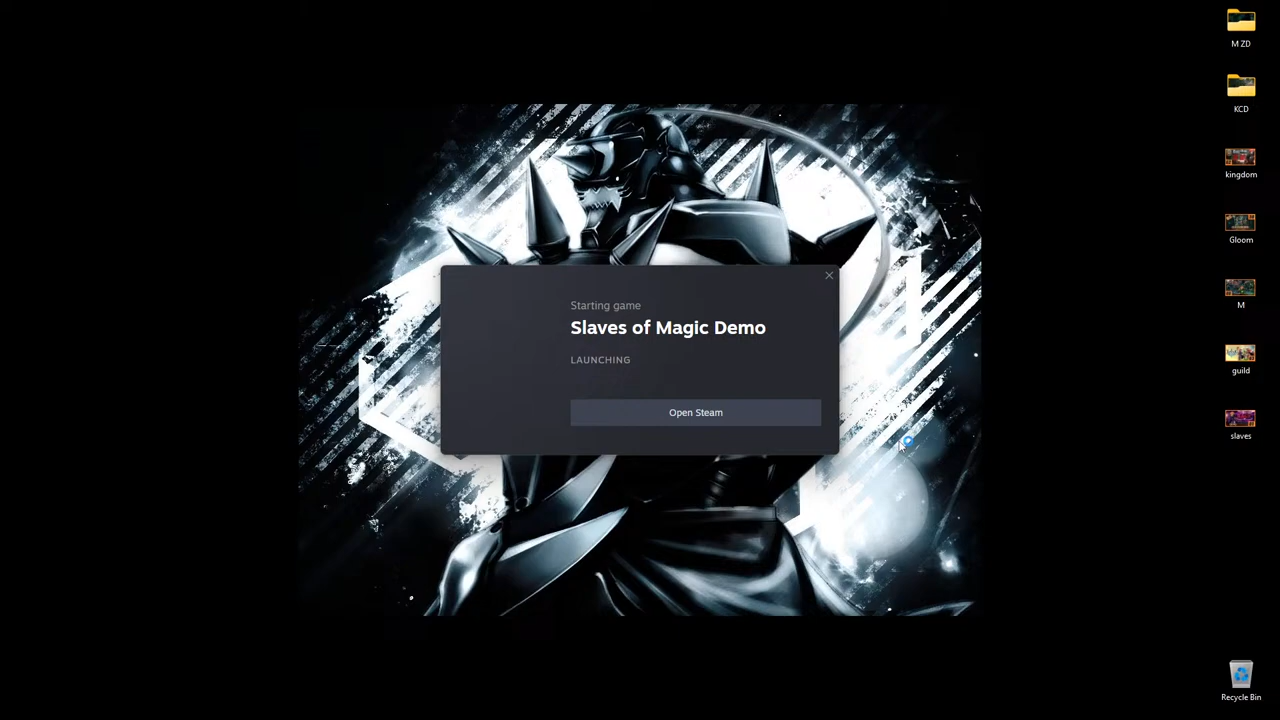 M ZD
KCD
kingdom
Gloom
M
guild
slaves
Starting game
Slaves of Magic Demo
LAUNCHING
Open Steam
Recycle Bin